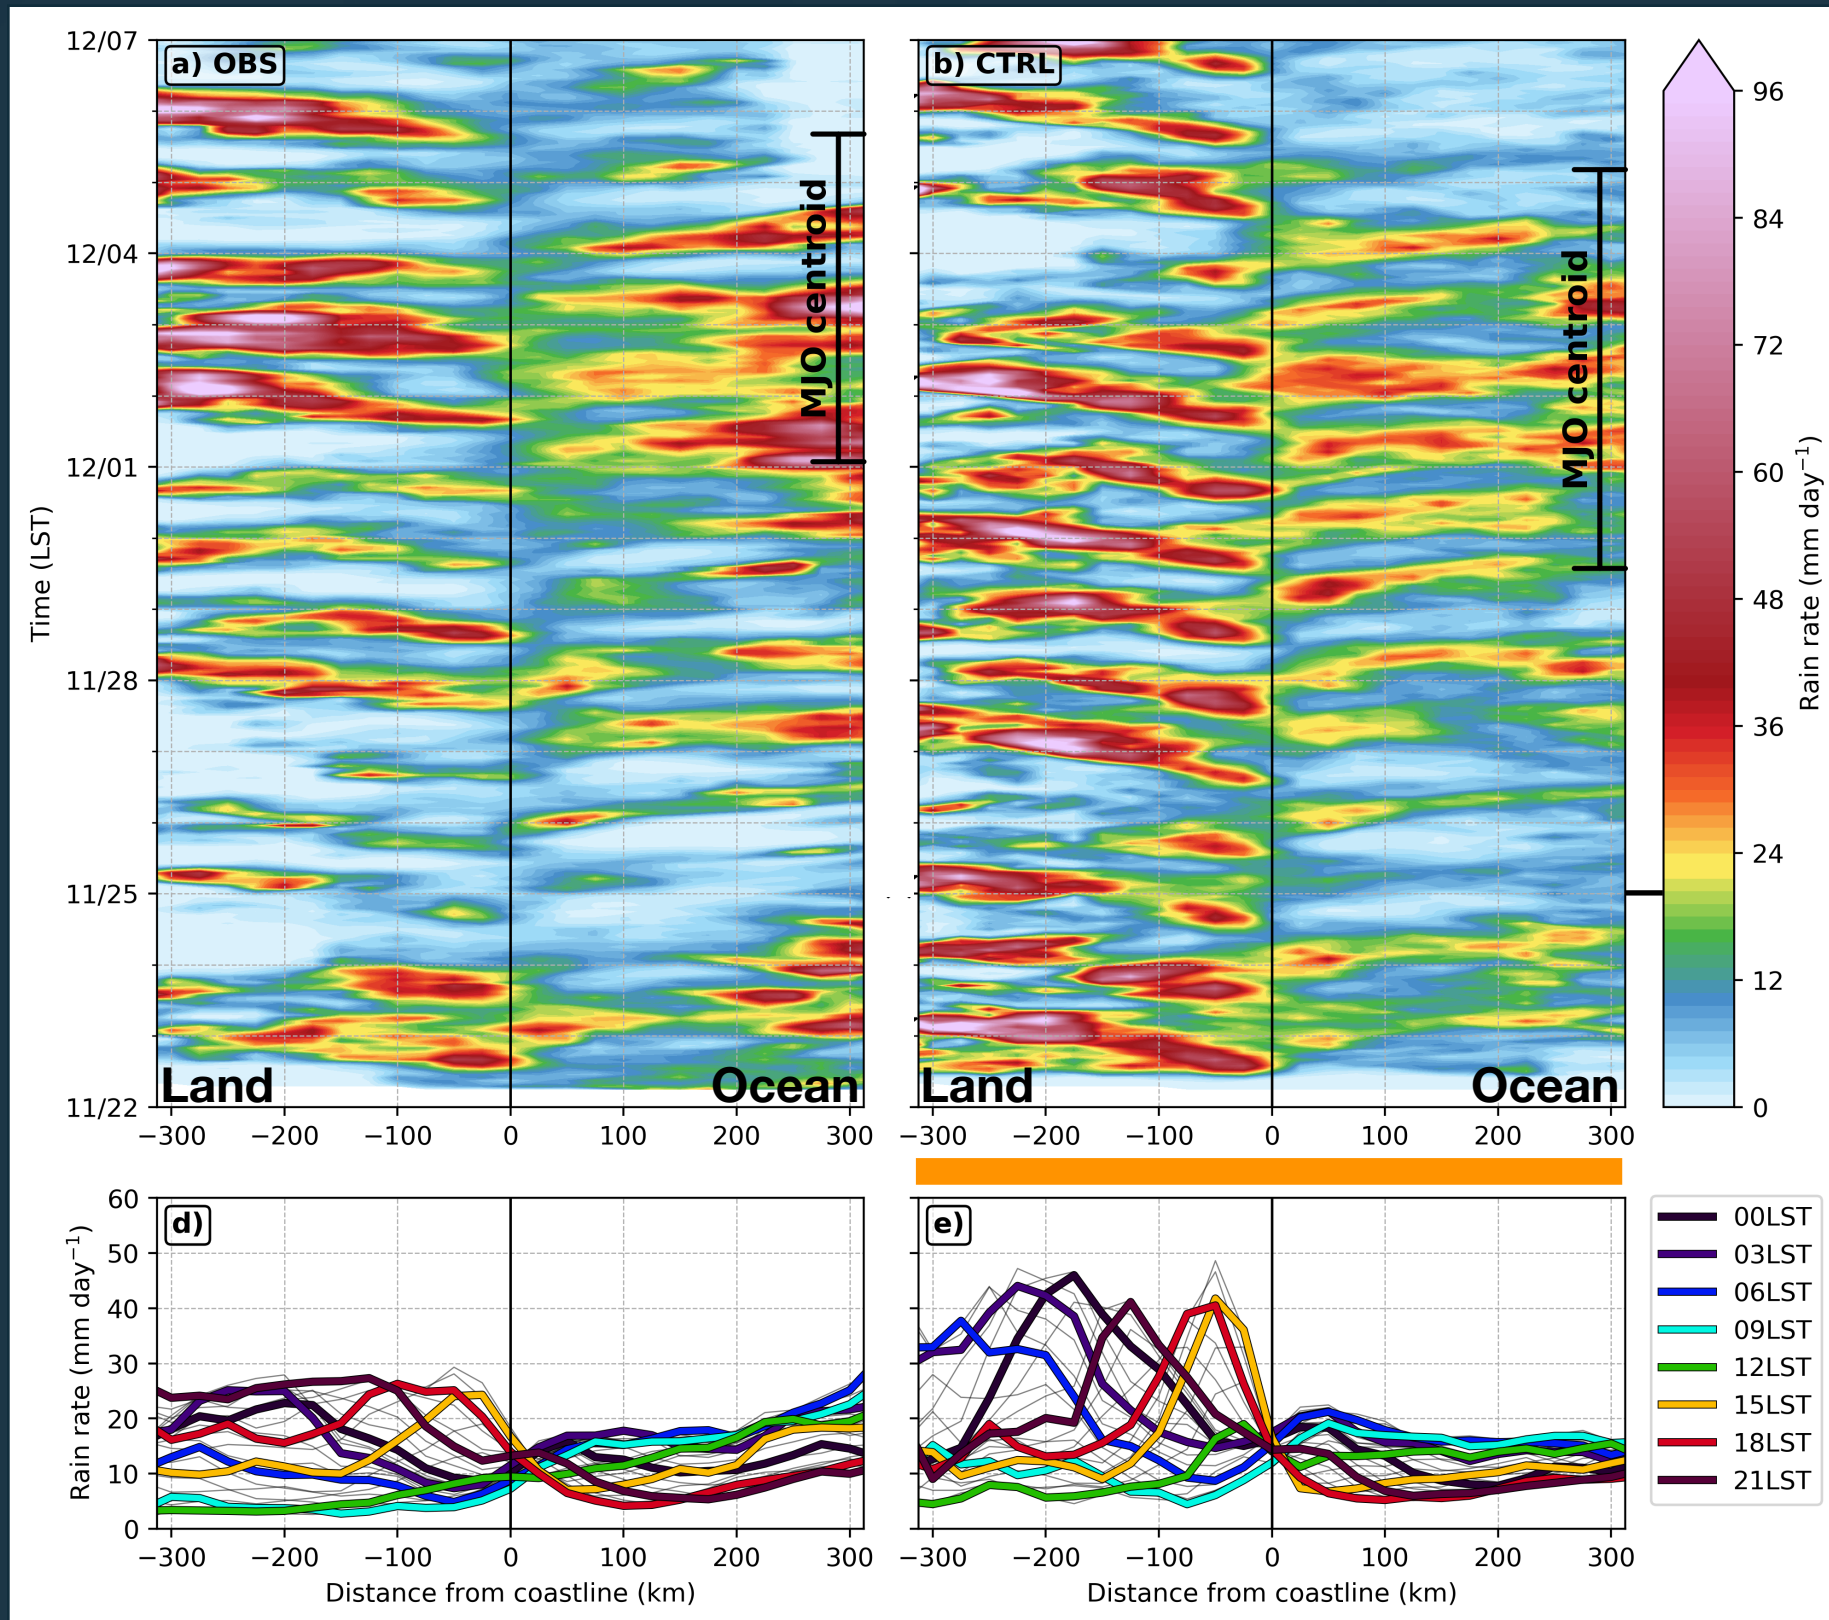 a) OBS
b) CTRL
12/07
12/04
12/01
11/28
11/25
11/22
Time (LST)
MJO centroid
MJO centroid
Land
Ocean
Land
Ocean
−300 −200 −100 0 100 200 300
−300 −200 −100 0 100 200 300
96
84
72
60
48
36
24
12
0
Rain rate (mm day−1)
d)
e)
60
50
40
30
20
10
0
Rain rate (mm day−1)
−300 −200 −100 0 100 200 300
−300 −200 −100 0 100 200 300
Distance from coastline (km)
Distance from coastline (km)
00LST
03LST
06LST
09LST
12LST
15LST
18LST
21LST